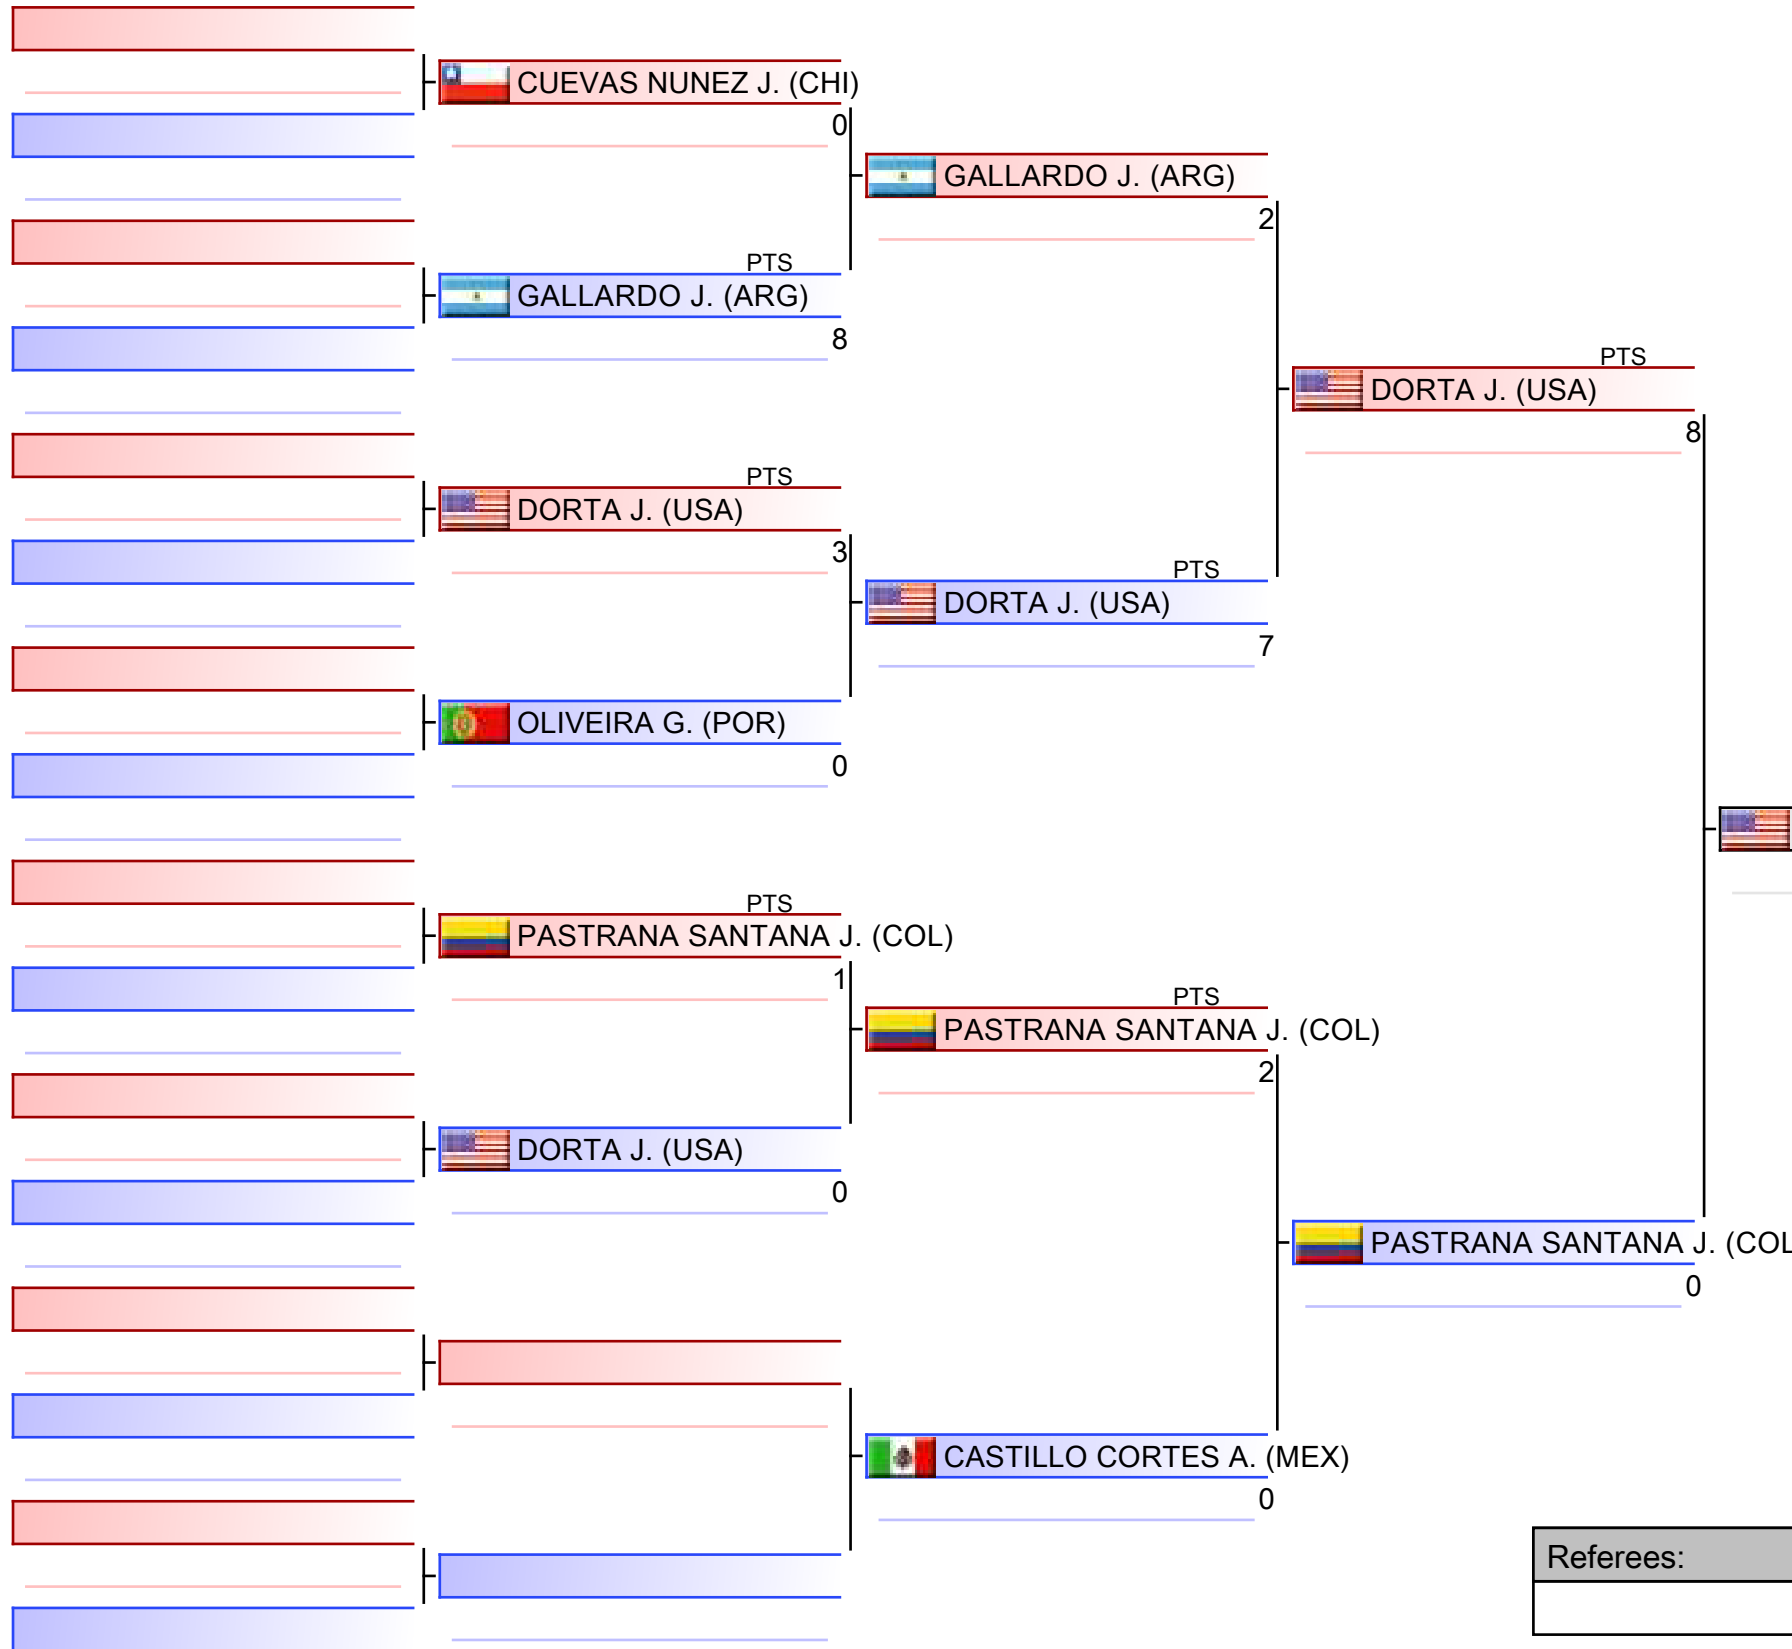 CUEVAS NUNEZ J. (CHI)
0
PTS
GALLARDO J. (ARG)
8
PTS
DORTA J. (USA)
3
OLIVEIRA G. (POR)
0
PTS
PASTRANA SANTANA J. (COL)
1
DORTA J. (USA)
0
GALLARDO J. (ARG)
2
PTS
DORTA J. (USA)
7
PTS
PASTRANA SANTANA J. (COL)
2
CASTILLO CORTES A. (MEX)
0
PTS
DORTA J. (USA)
8
PASTRANA SANTANA J. (COL
0
Referees: